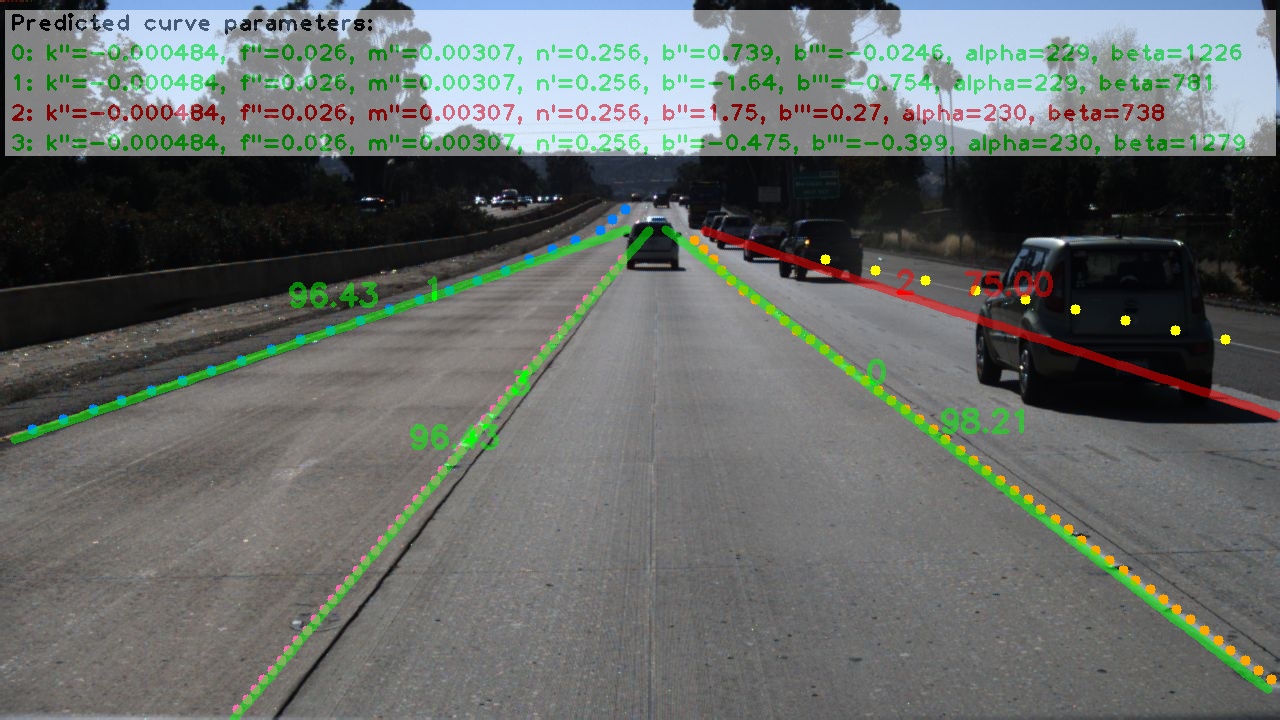 Predicted curve parameters:
0: k"=-0.000484, f"=0.026, m"=0.00307, n'=0.256, b"=0.739, b"'=-0.0246, alpha=229, beta=1226
1: k"=-0.000484, f"=0.026, m"=0.00307, n'=0.256, b"=-1.64, b"'=-0.754, alpha=229, beta=781
2: k"=-0.000484, f"=0.026, m"=0.00307, n'=0.256, b"=1.75, b"'=0.27, alpha=230, beta=738
3: k"=-0.000484, f"=0.026, m"=0.00307, n'=0.256, b"=-0.475, b"'=-0.399, alpha=230, beta=1279
96.43 1
2 75.00
3
0
96.43
98.21